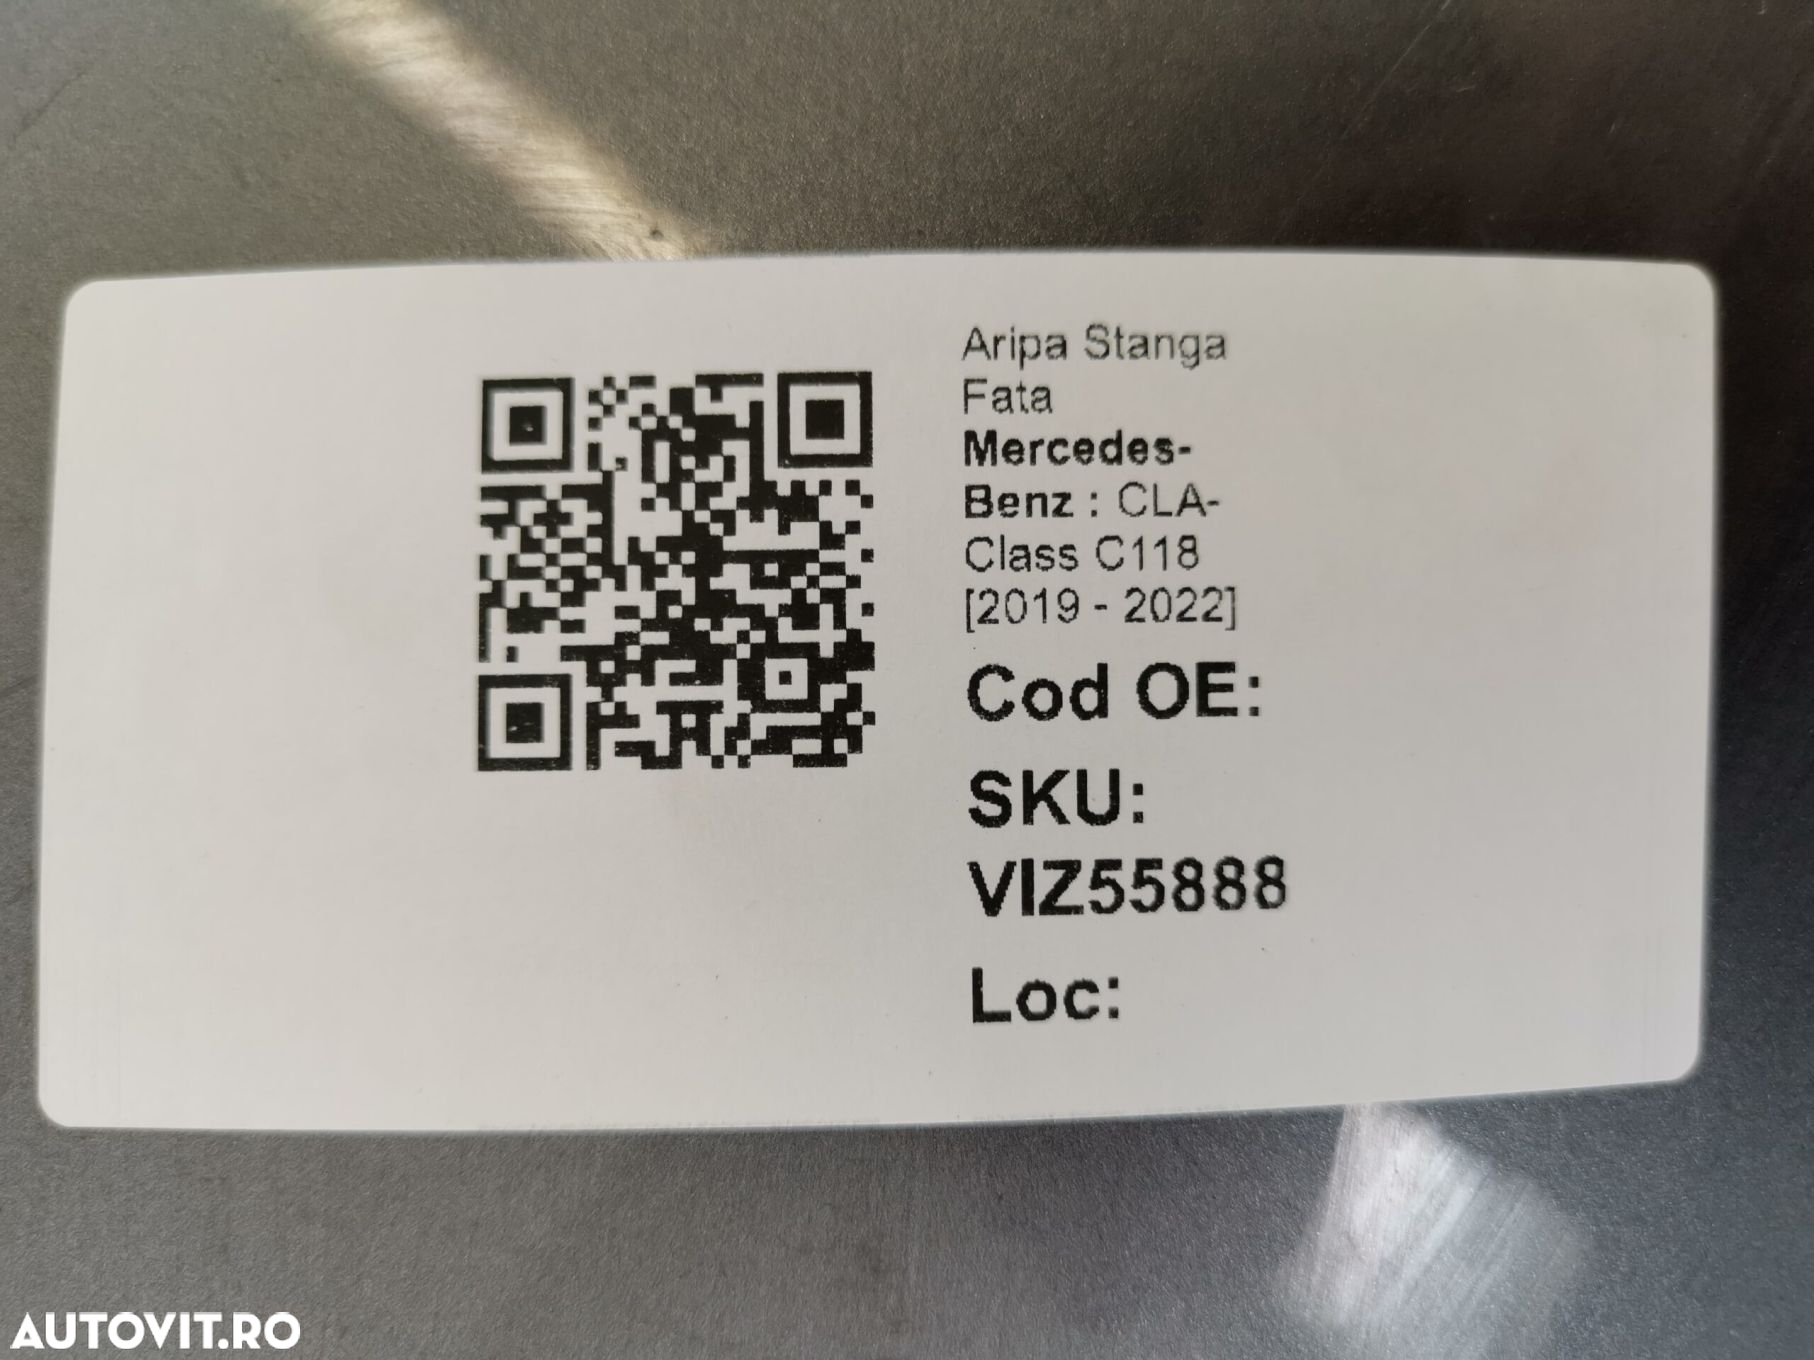 Aripa Stanga
Fata
Mercedes-
Benz : CLA-
Class C118
[2019 - 2022]
Cod OE:
SKU:
VIZ55888
Loc:
AUTOVIT.RO